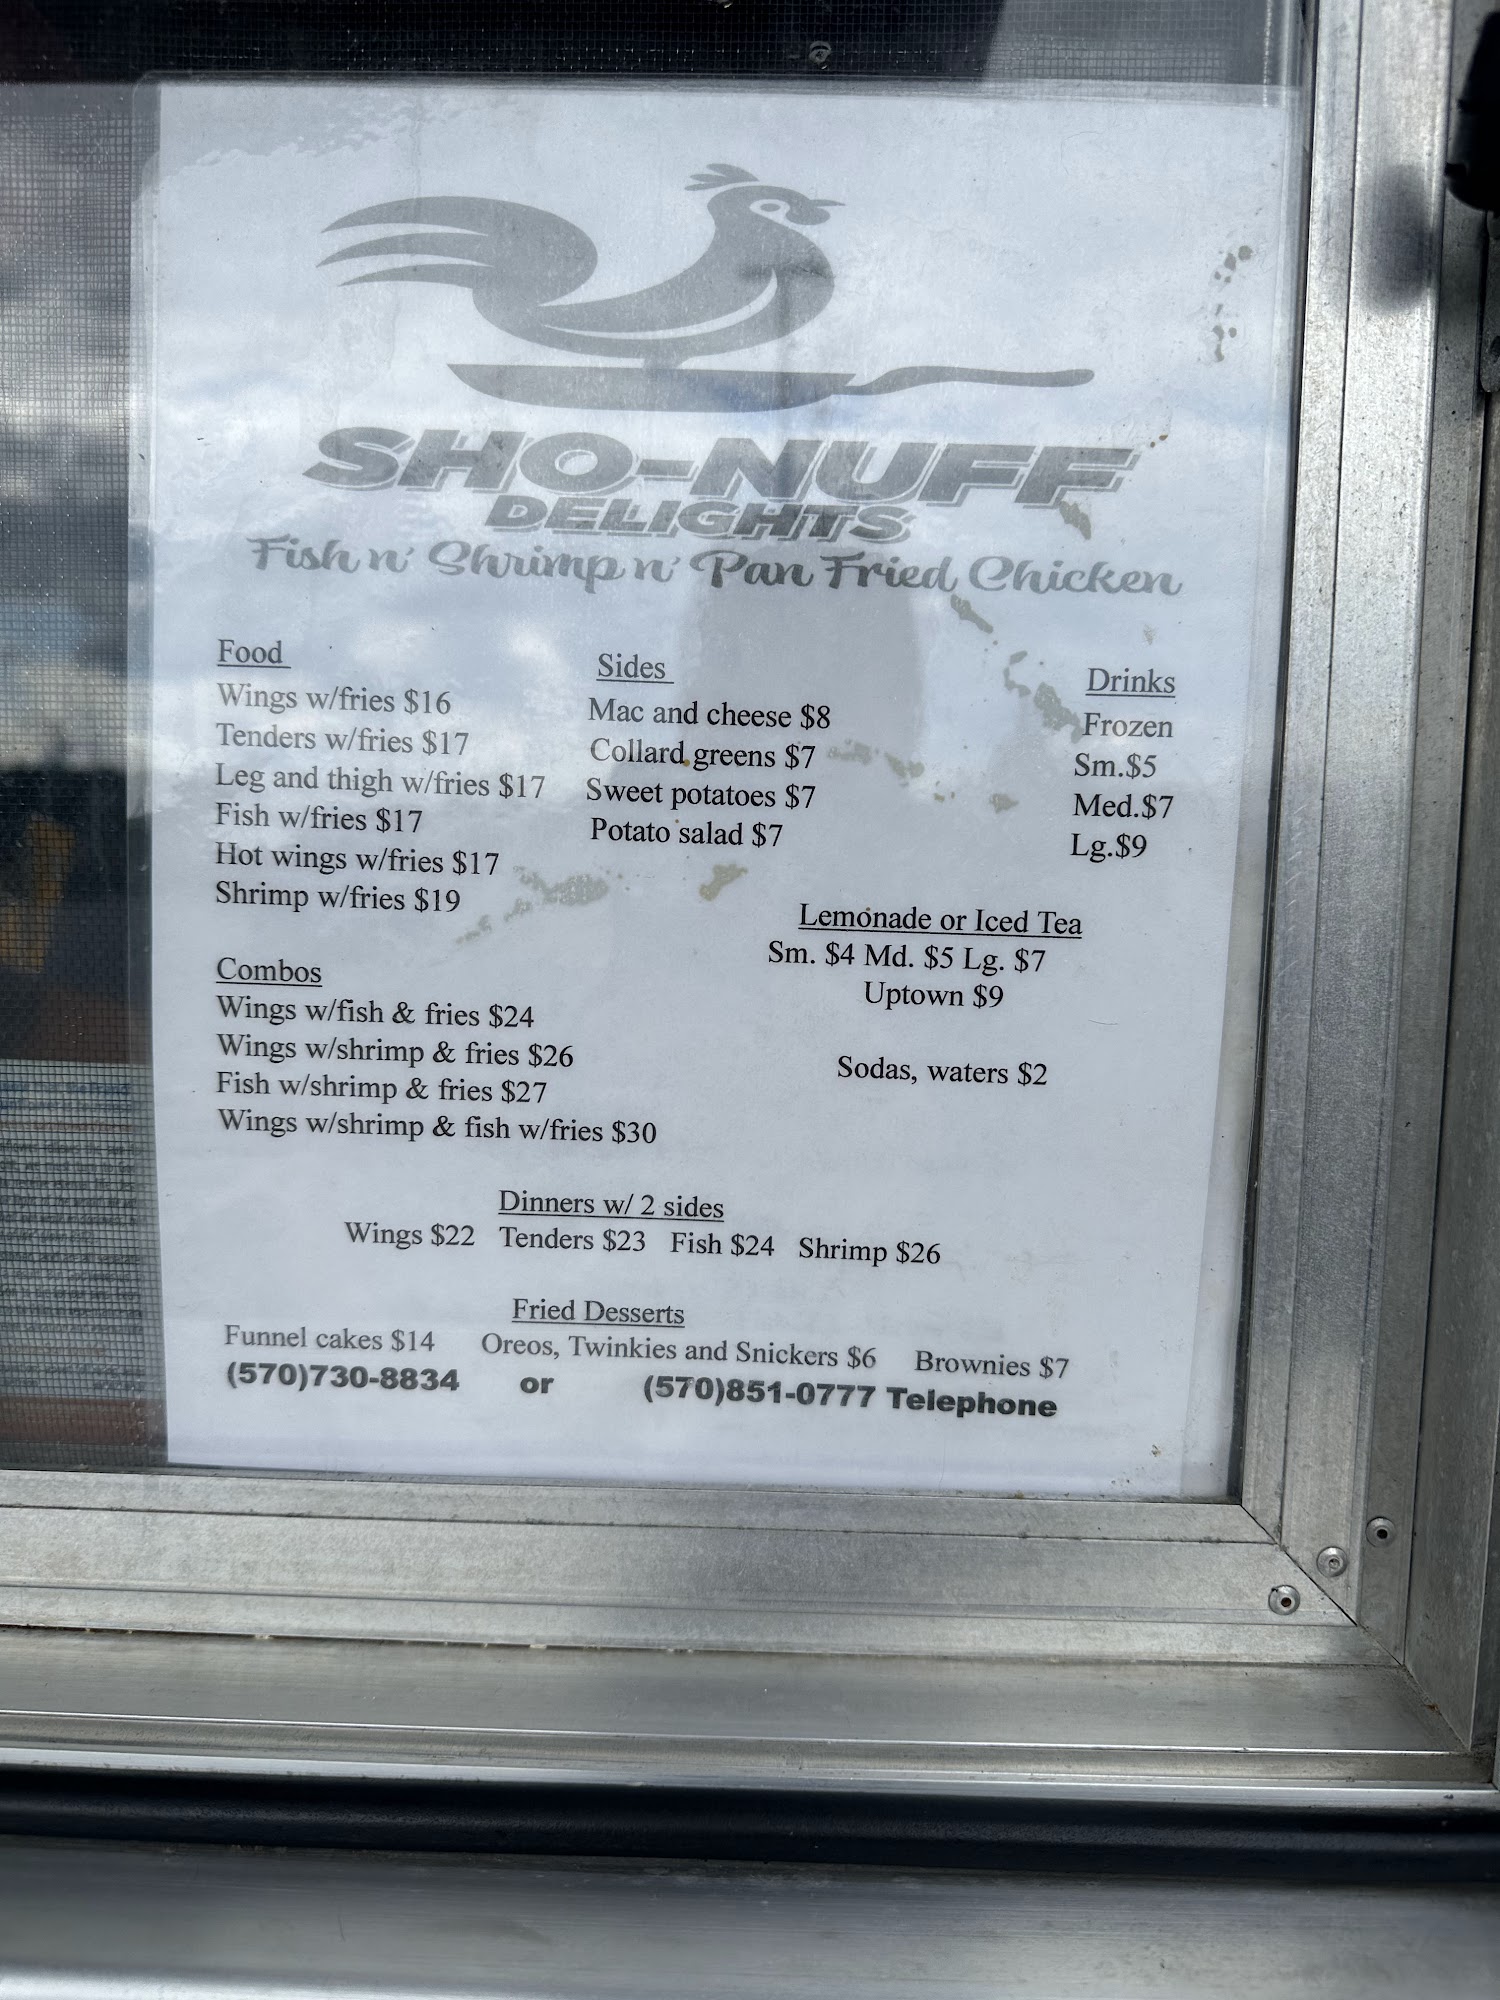 SHO-NUFF
DELIGHTS
Fish n' Shrimp n' Pan Fried Chicken
Food
Wings w/fries $16
Tenders w/fries $17
Leg and thigh w/fries $17
Fish w/fries $17
Hot wings w/fries $17
Shrimp w/fries $19
Sides
Mac and cheese $8
Collard greens $7
Sweet potatoes $7
Potato salad $7
Drinks
Frozen
Sm.$5
Med.$7
Lg.$9
Lemonade or Iced Tea
Sm. $4 Md. $5 Lg. $7
Uptown $9
Sodas, waters $2
Combos
Wings w/fish & fries $24
Wings w/shrimp & fries $26
Fish w/shrimp & fries $27
Wings w/shrimp & fish w/fries $30
Dinners w/ 2 sides
Wings $22 Tenders $23 Fish $24 Shrimp $26
Fried Desserts
Funnel cakes $14 Oreos, Twinkies and Snickers $6 Brownies $7
(570)730-8834 or (570)851-0777 Telephone